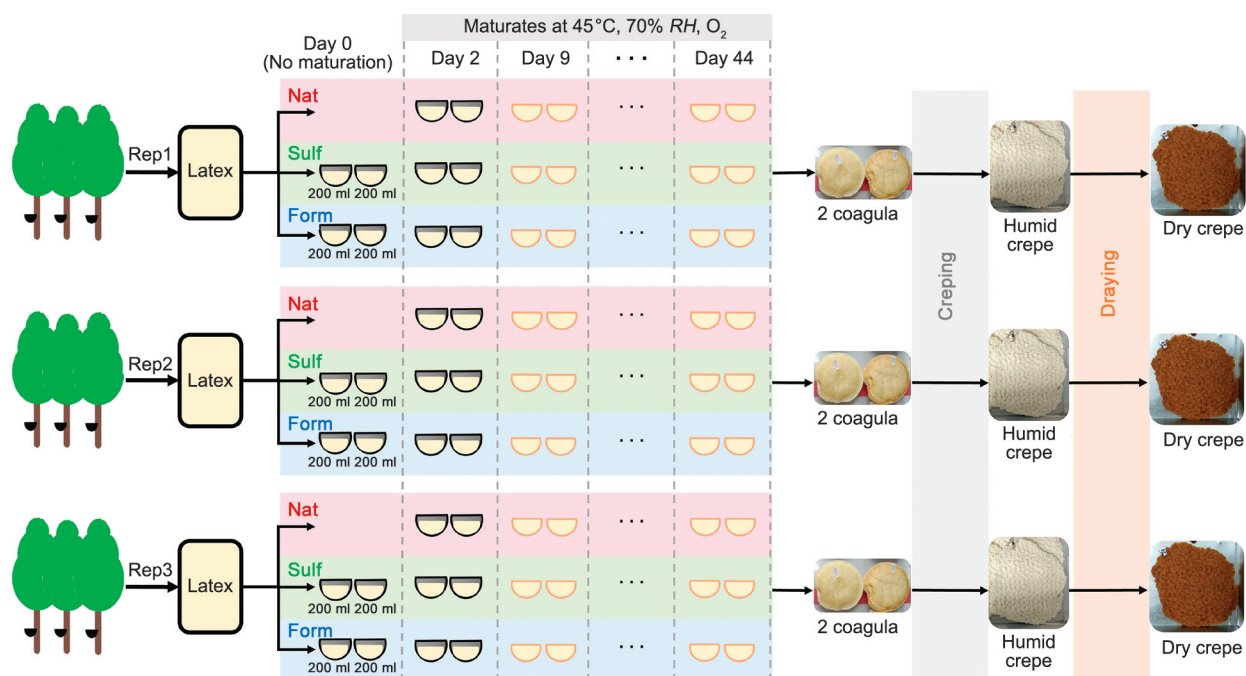 Maturates at 45°C, 70% RH, O2
Day 0
(No maturation)
Day 2
Day 9
· · ·
Day 44
Nat
· · ·
Rep1
Latex
Sulf
200 ml 200 ml
· · ·
2 coagula
Humid
crepe
Dry crepe
Form
200 ml 200 ml
· · ·
Creping
Draying
Nat
· · ·
Rep2
Latex
Sulf
200 ml 200 ml
· · ·
2 coagula
Humid
crepe
Dry crepe
Form
200 ml 200 ml
· · ·
Nat
· · ·
Rep3
Latex
Sulf
200 ml 200 ml
· · ·
2 coagula
Humid
crepe
Dry crepe
Form
200 ml 200 ml
· · ·